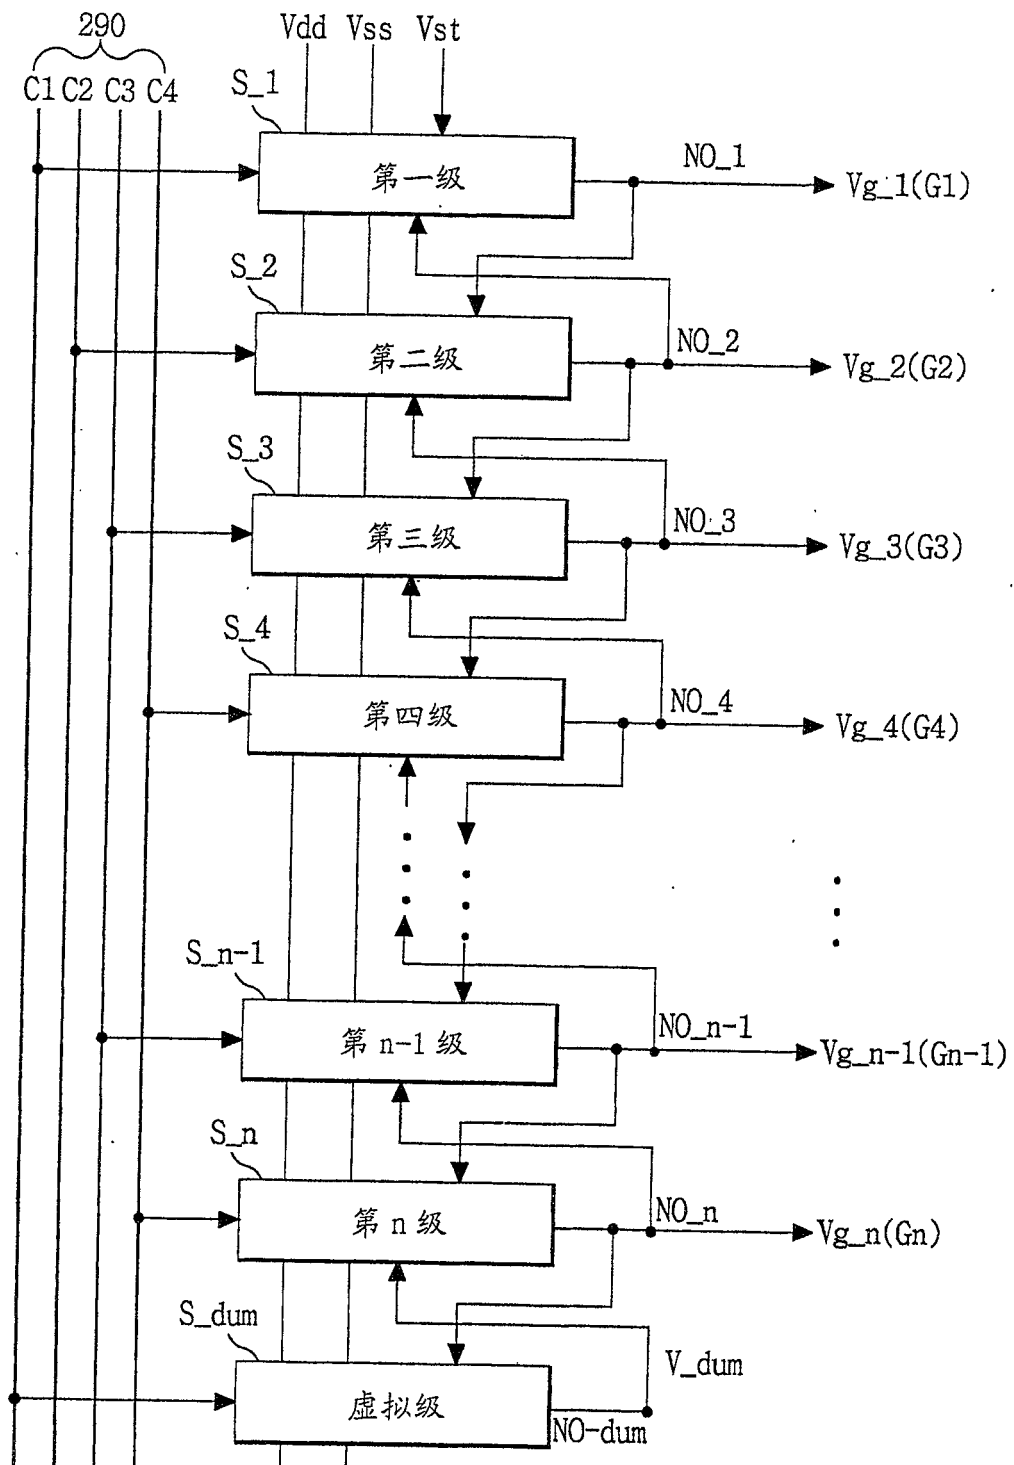 290
Vdd Vss Vst
C1 C2 C3 C4
S_1
第一级
NO_1
Vg_1(G1)
S_2
第二级
NO_2
Vg_2(G2)
S_3
第三级
NO_3
Vg_3(G3)
S_4
第四级
NO_4
Vg_4(G4)
S_n-1
第 n-1 级
NO_n-1
Vg_n-1(Gn-1)
S_n
第 n 级
NO_n
Vg_n(Gn)
S_dum
虚拟级
V_dum
NO-dum